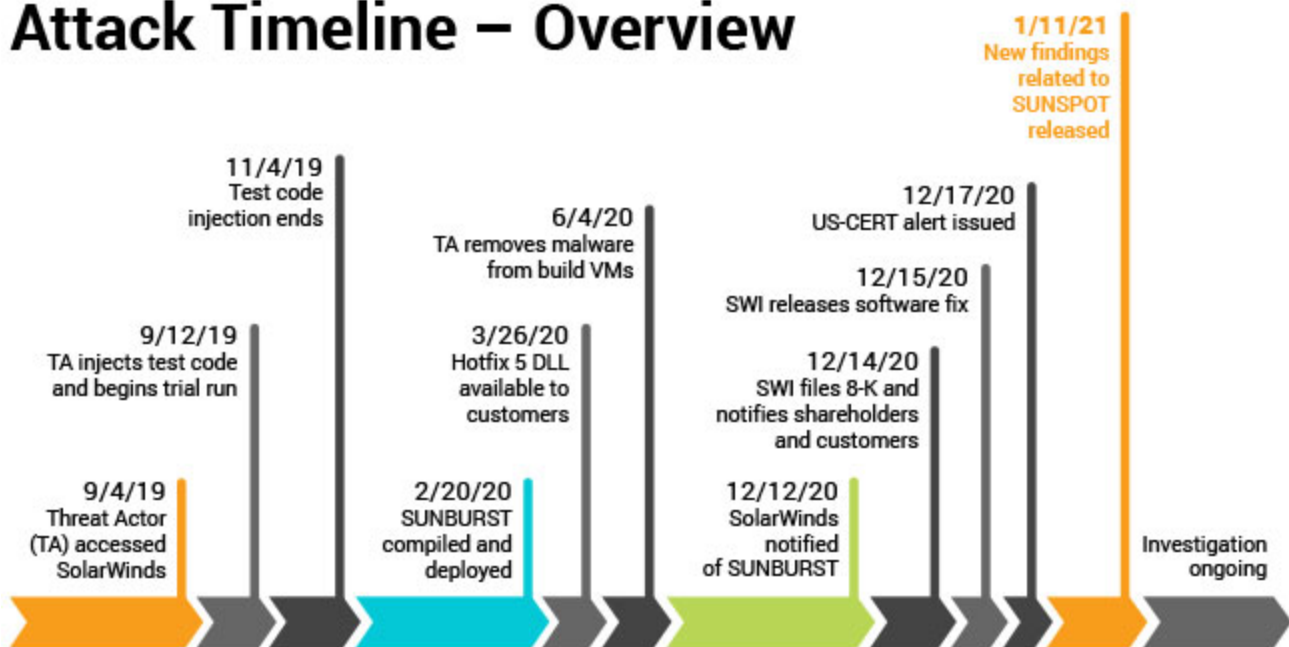 Attack Timeline – Overview
9/4/19
Threat Actor
(TA) accessed
SolarWinds
9/12/19
TA injects test code
and begins trial run
11/4/19
Test code
injection ends
2/20/20
SUNBURST
compiled and
deployed
3/26/20
Hotfix 5 DLL
available to
customers
6/4/20
TA removes malware
from build VMs
12/12/20
SolarWinds
notified
of SUNBURST
12/14/20
SWI files 8-K and
notifies shareholders
and customers
12/15/20
SWI releases software fix
12/17/20
US-CERT alert issued
1/11/21
New findings
related to
SUNSPOT
released
Investigation
ongoing